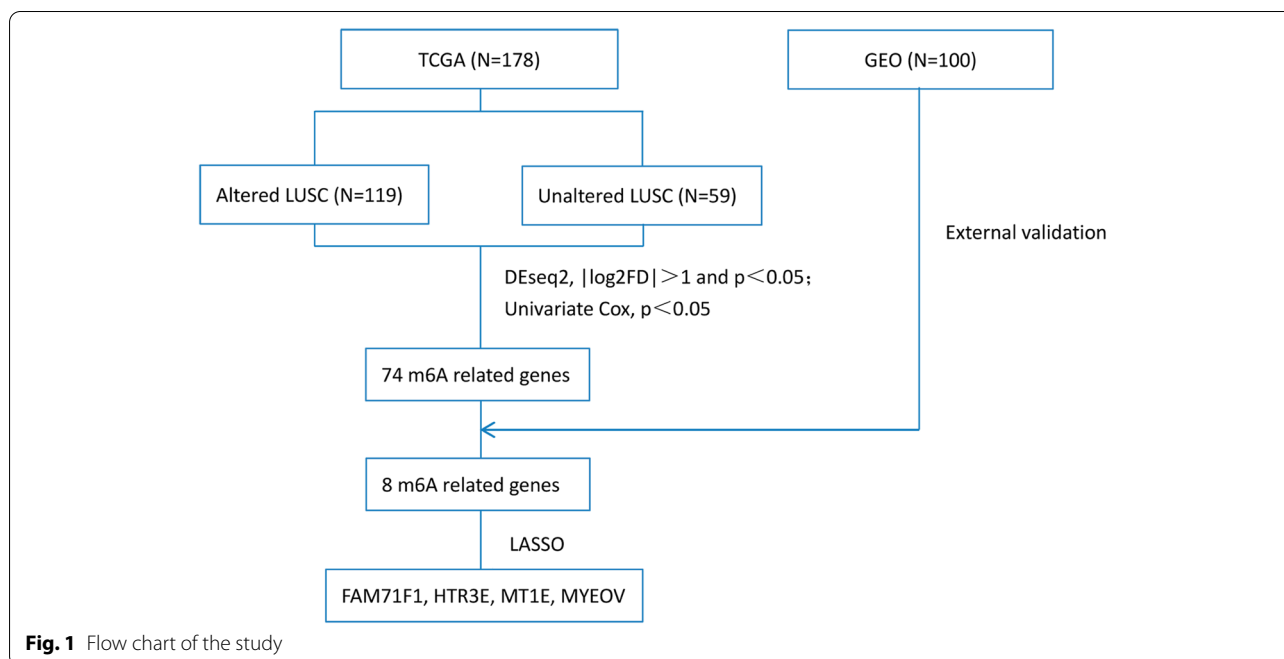 TCGA (N=178)
GEO (N=100)
Altered LUSC (N=119)
Unaltered LUSC (N=59)
External validation
DEseq2, |log2FD|>1 and p<0.05;
Univariate Cox, p<0.05
74 m6A related genes
8 m6A related genes
LASSO
FAM71F1, HTR3E, MT1E, MYEOV
Fig. 1 Flow chart of the study